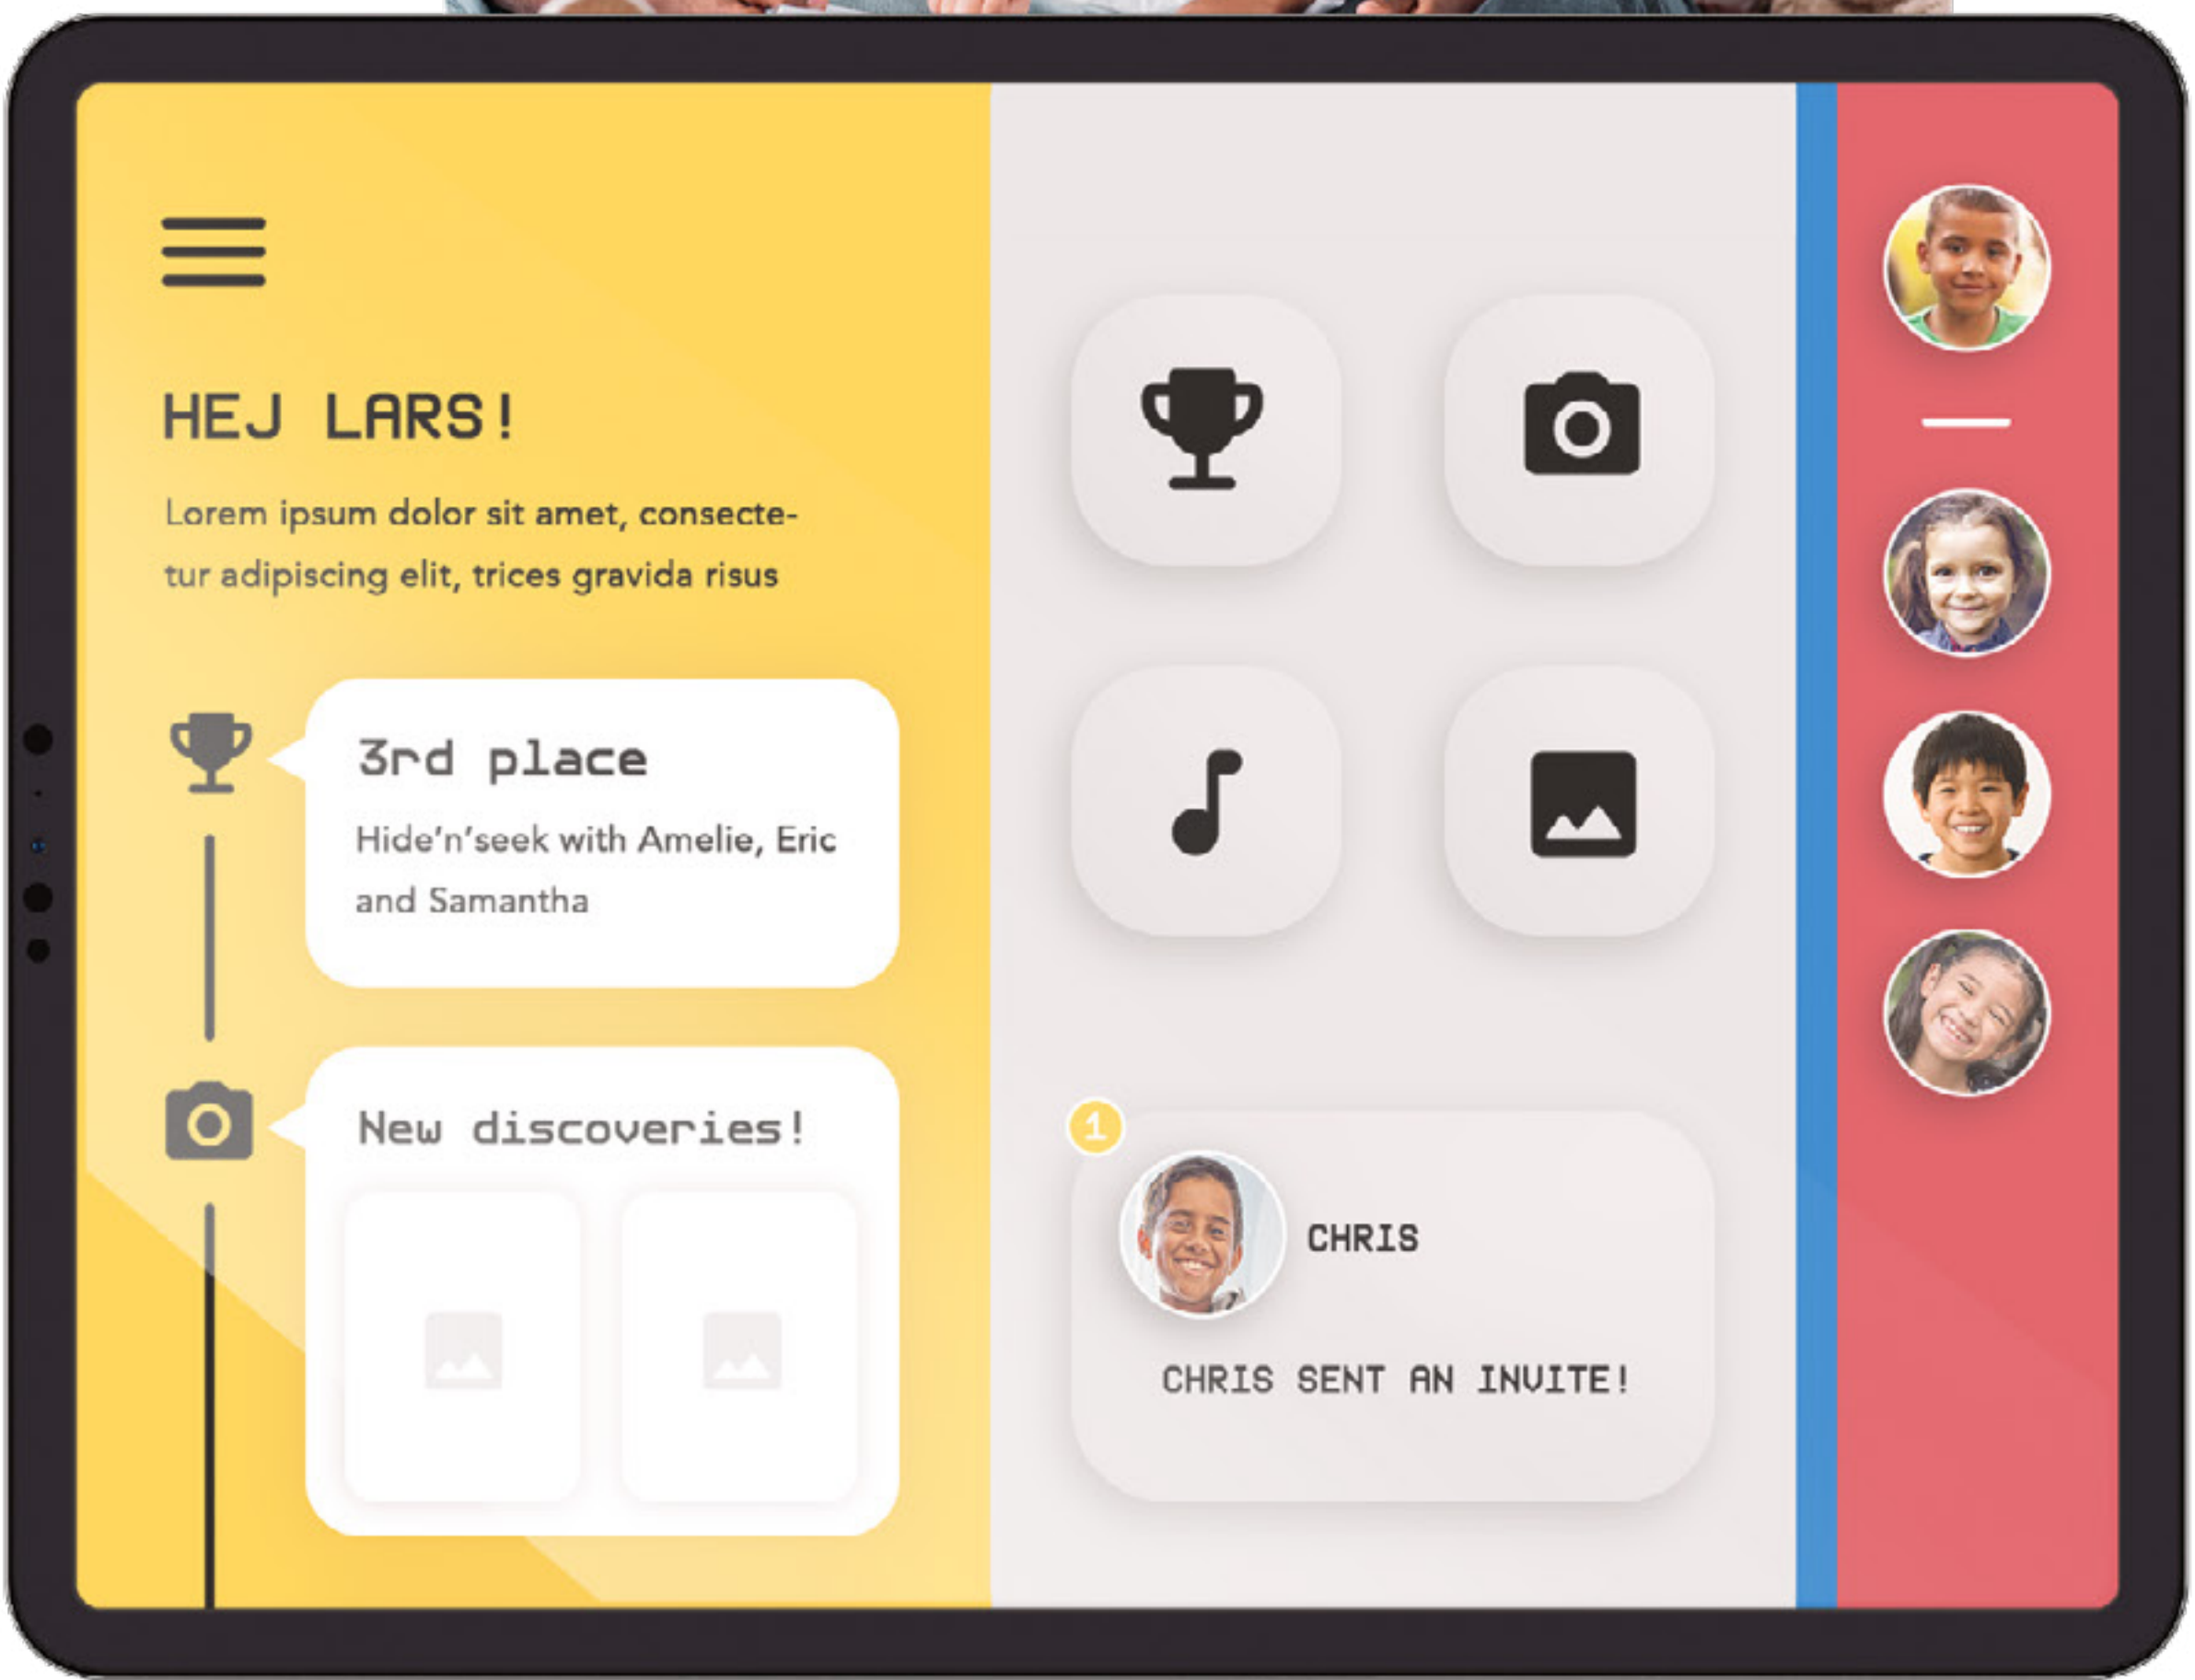 HEJ LARS!
Lorem ipsum dolor sit amet, consecte-
tur adipiscing elit, trices gravida risus
3rd place
Hide'n'seek with Amelie, Eric
and Samantha
New discoveries!
1
CHRIS
CHRIS SENT AN INVITE!